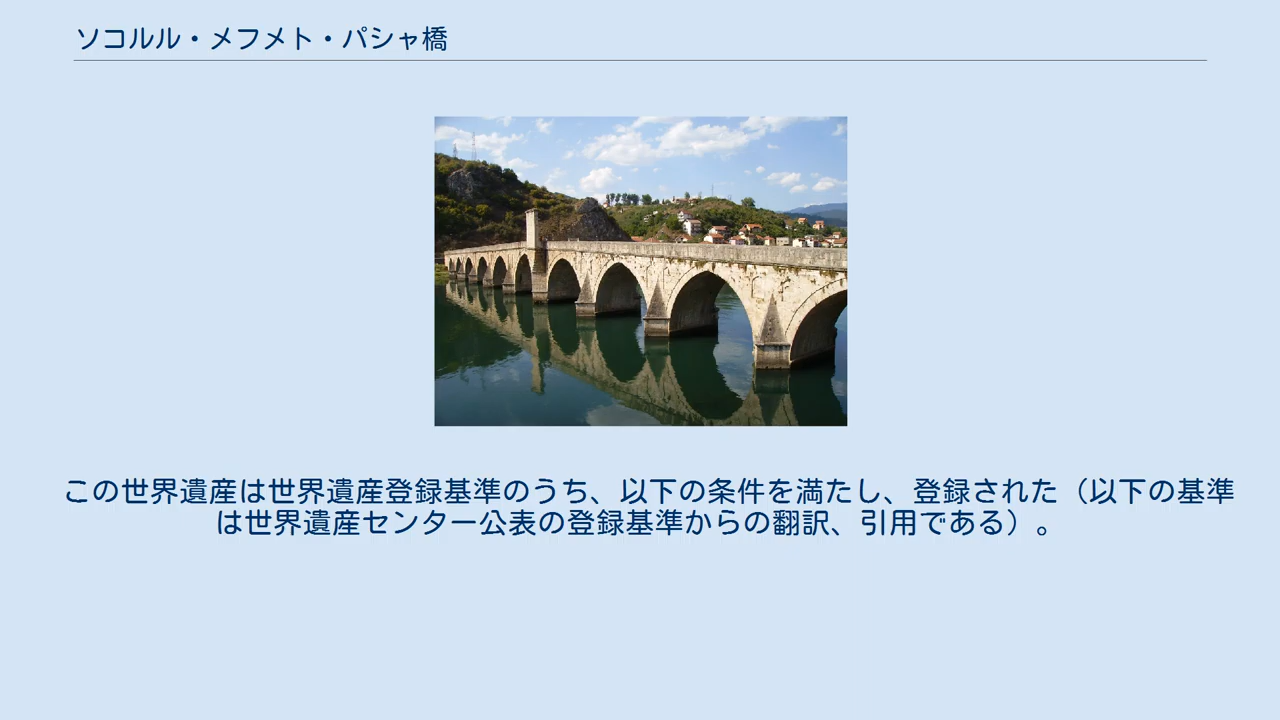 ソコルル・メフメト・パシャ橋
この世界遺産は世界遺産登録基準のうち、以下の条件を満たし、登録された（以下の基準
は世界遺産センター公表の登録基準からの翻訳、引用である）。